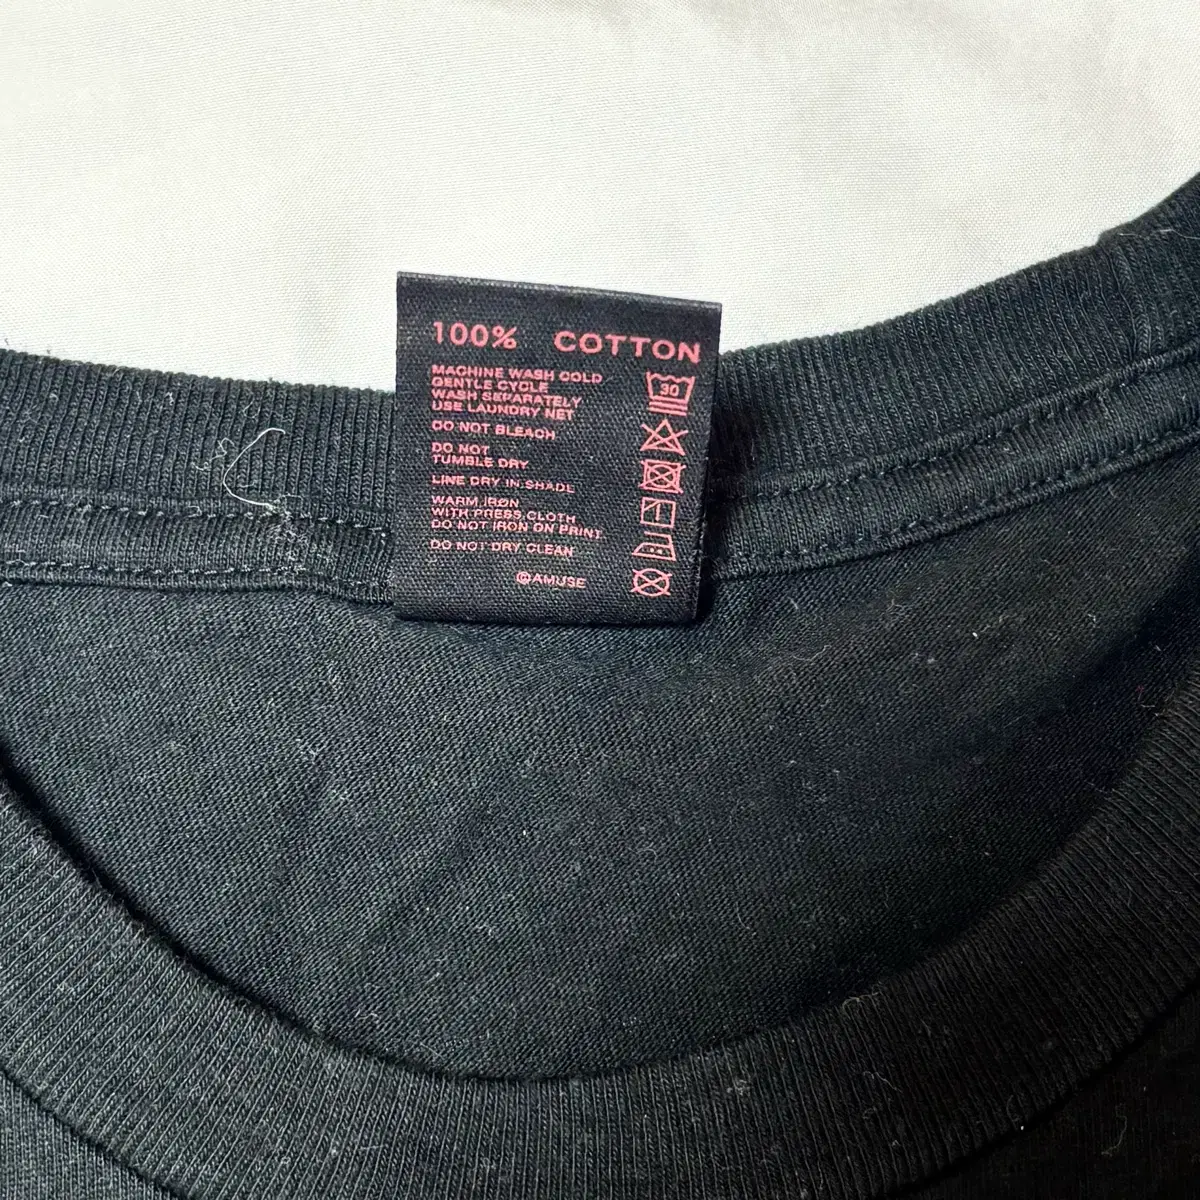 100% COTTON
MACHINE WASH COLD
GENTLE CYCLE
WASH SEPARATELY
USE LAUNDRY NET
30
DO NOT BLEACH
DO NOT
TUMBLE DRY
LINE DRY IN SHADE
WARM IRON
WITH PRESS CLOTH
DO NOT IRON ON PRINT
DO NOT DRY CLEAN
©AMUSE